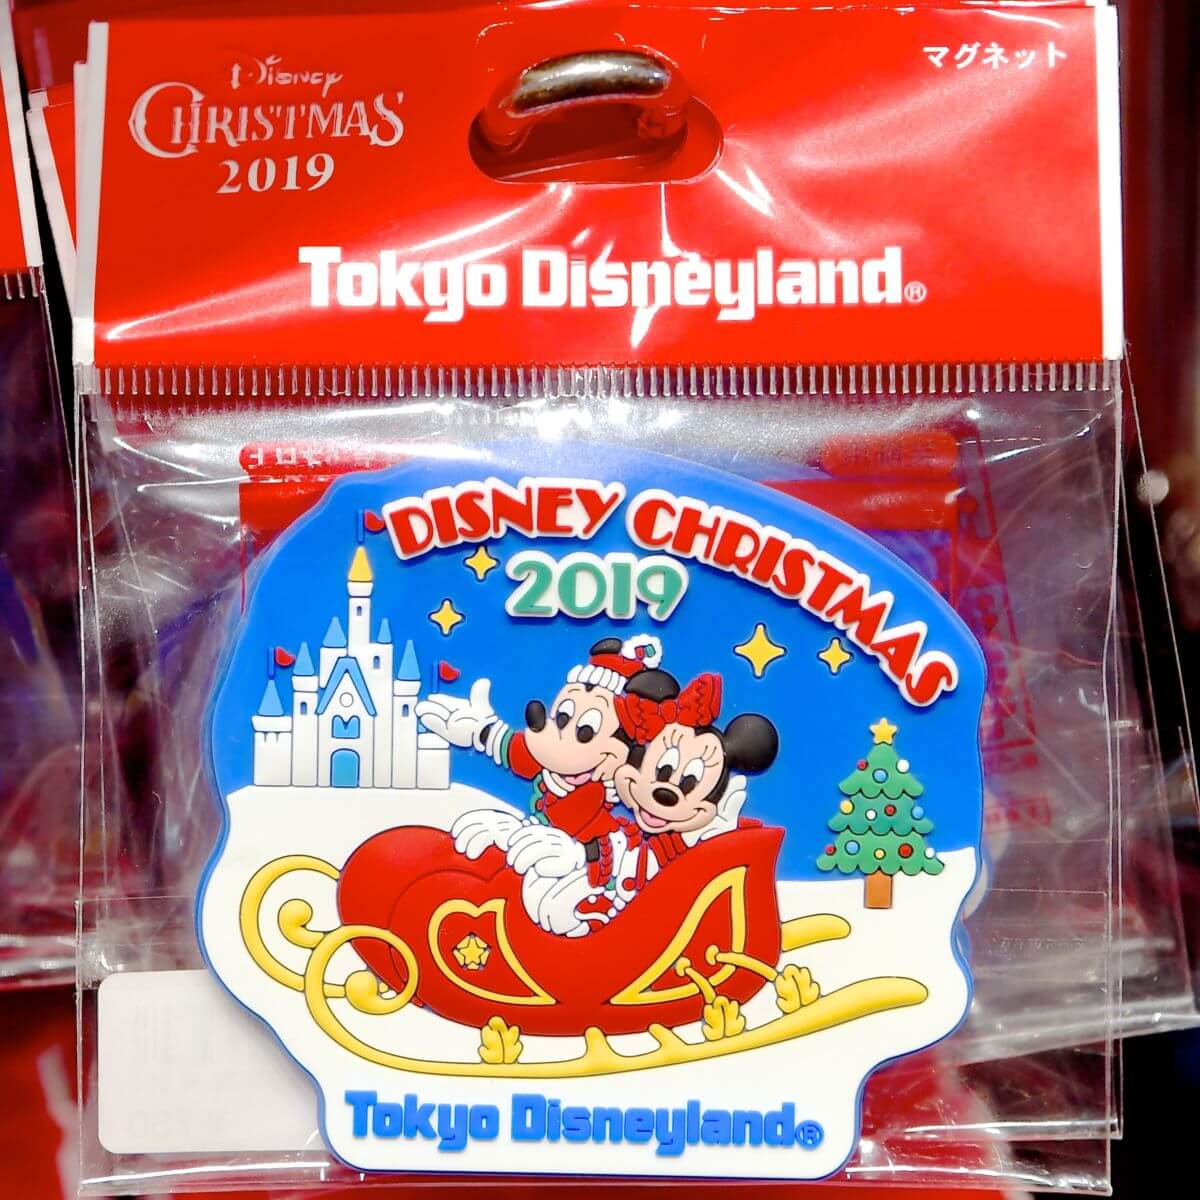 Disney
CHRISTMAS
2019
マグネット
Tokyo Disneyland®
DISNEY CHRISTMAS
2019
Tokyo Disneyland®